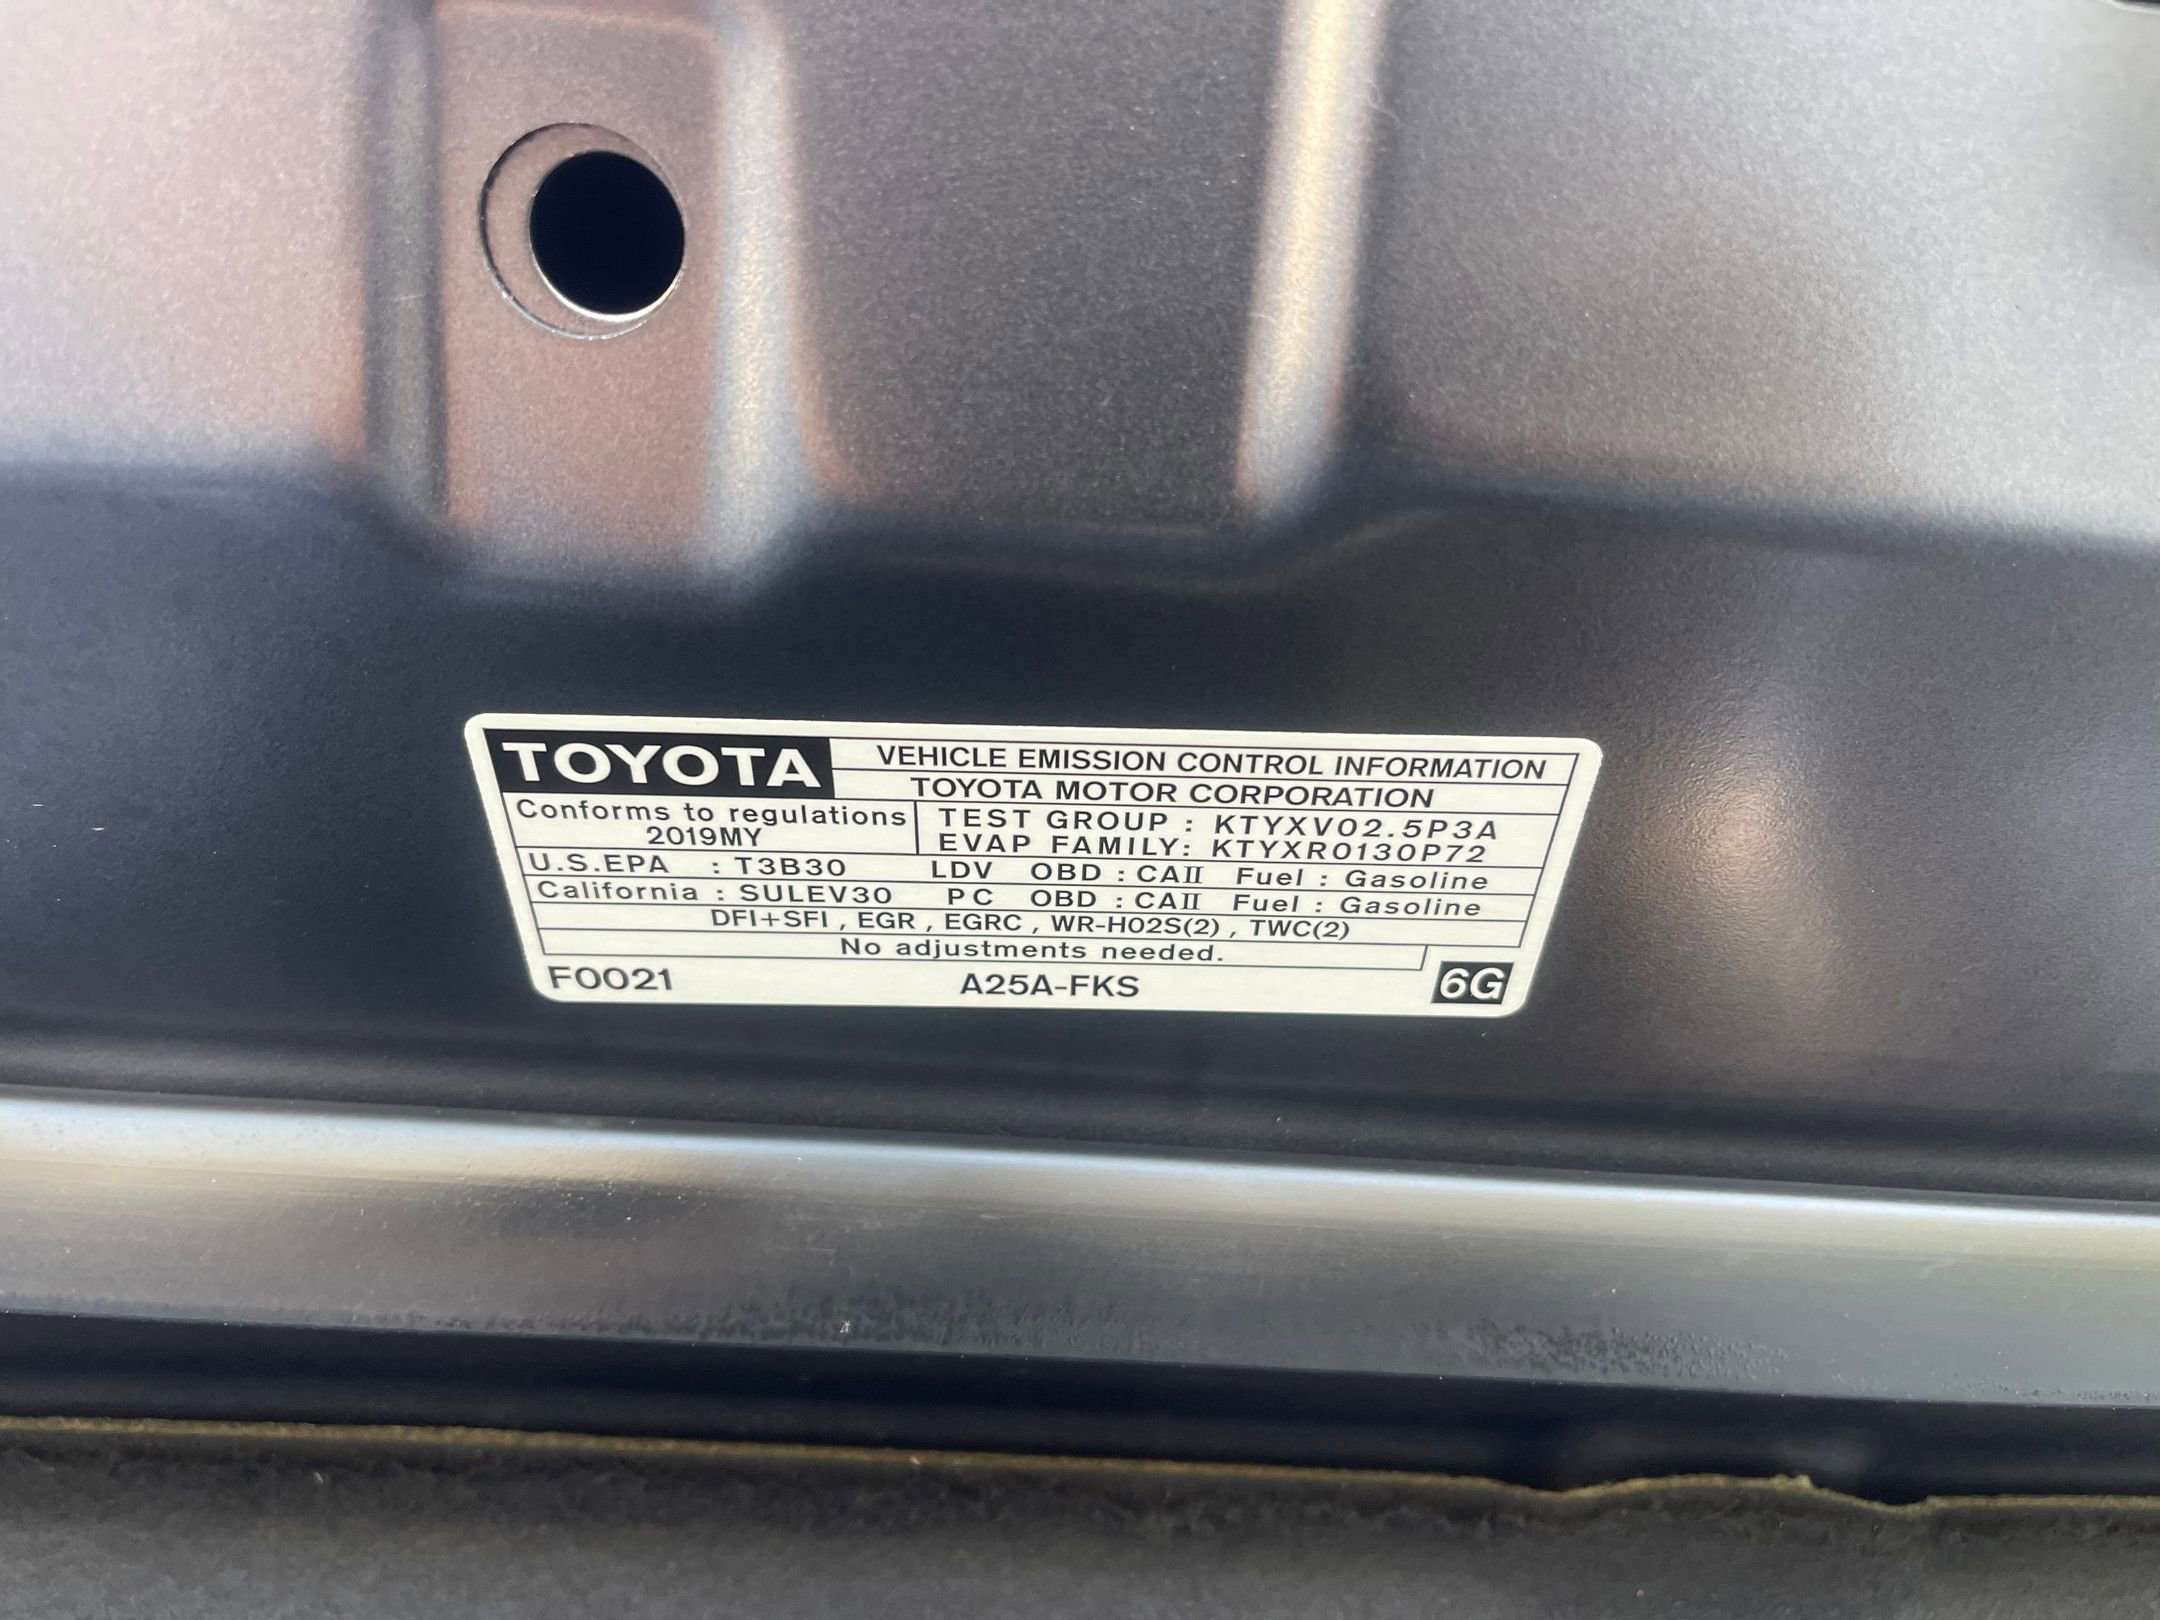 TOYOTA VEHICLE EMISSION CONTROL INFORMATION
TOYOTA MOTOR CORPORATION
Conforms to regulations
2019MY
TEST GROUP : KTYXV02.5P3A
EVAP FAMILY: KTYXR0130P72
U.S.EPA : T3B30 LDV OBD : CAII Fuel : Gasoline
California : SULEV30 PC OBD : CAII Fuel : Gasoline
DFI+SFI , EGR , EGRC , WR-HO2S(2) , TWC(2)
No adjustments needed.
F0021 A25A-FKS 6G